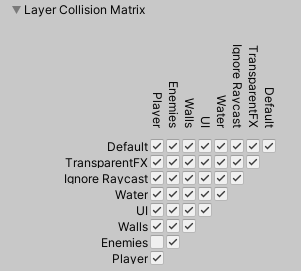 Layer Collision Matrix
Default
TransparentFX
Ignore Raycast
Water
UI
Walls
Enemies
Player
Default
TransparentFX
Ignore Raycast
Water
UI
Walls
Enemies
Player